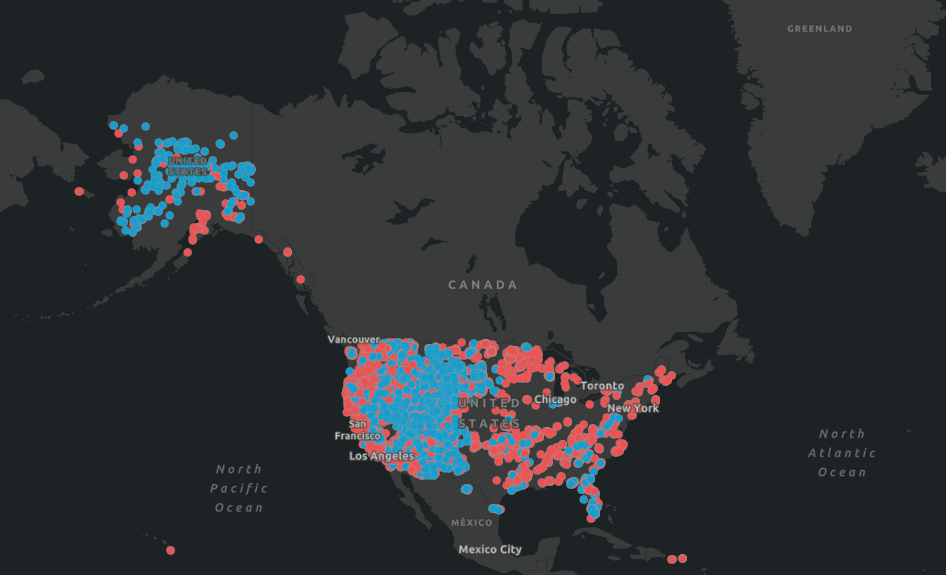 GREENLAND
UNITED
STATES
CANADA
Vancouver
Toronto
UNITED
Chicago
New York
STATES
San
Francisco
Los Angeles
North
Atlantic
Ocean
North
Pacific
Ocean
MÉXICO
Mexico City